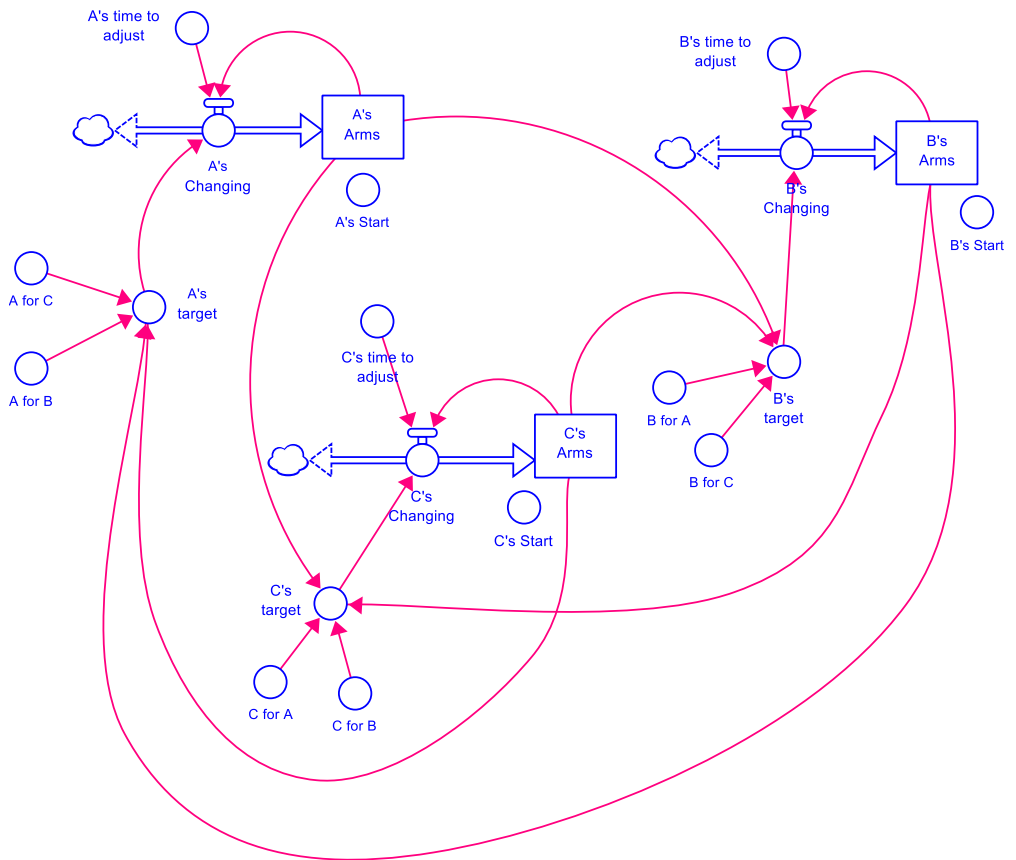 A's time to
adjust
B's time to
adjust
A's
Arms
B's
Arms
A's
Changing
A's Start
B's
Changing
B's Start
A for C
A's
target
A for B
C's time to
adjust
B for A
B's
target
C's
Arms
B for C
C's
Changing
C's Start
C's
target
C for A
C for B